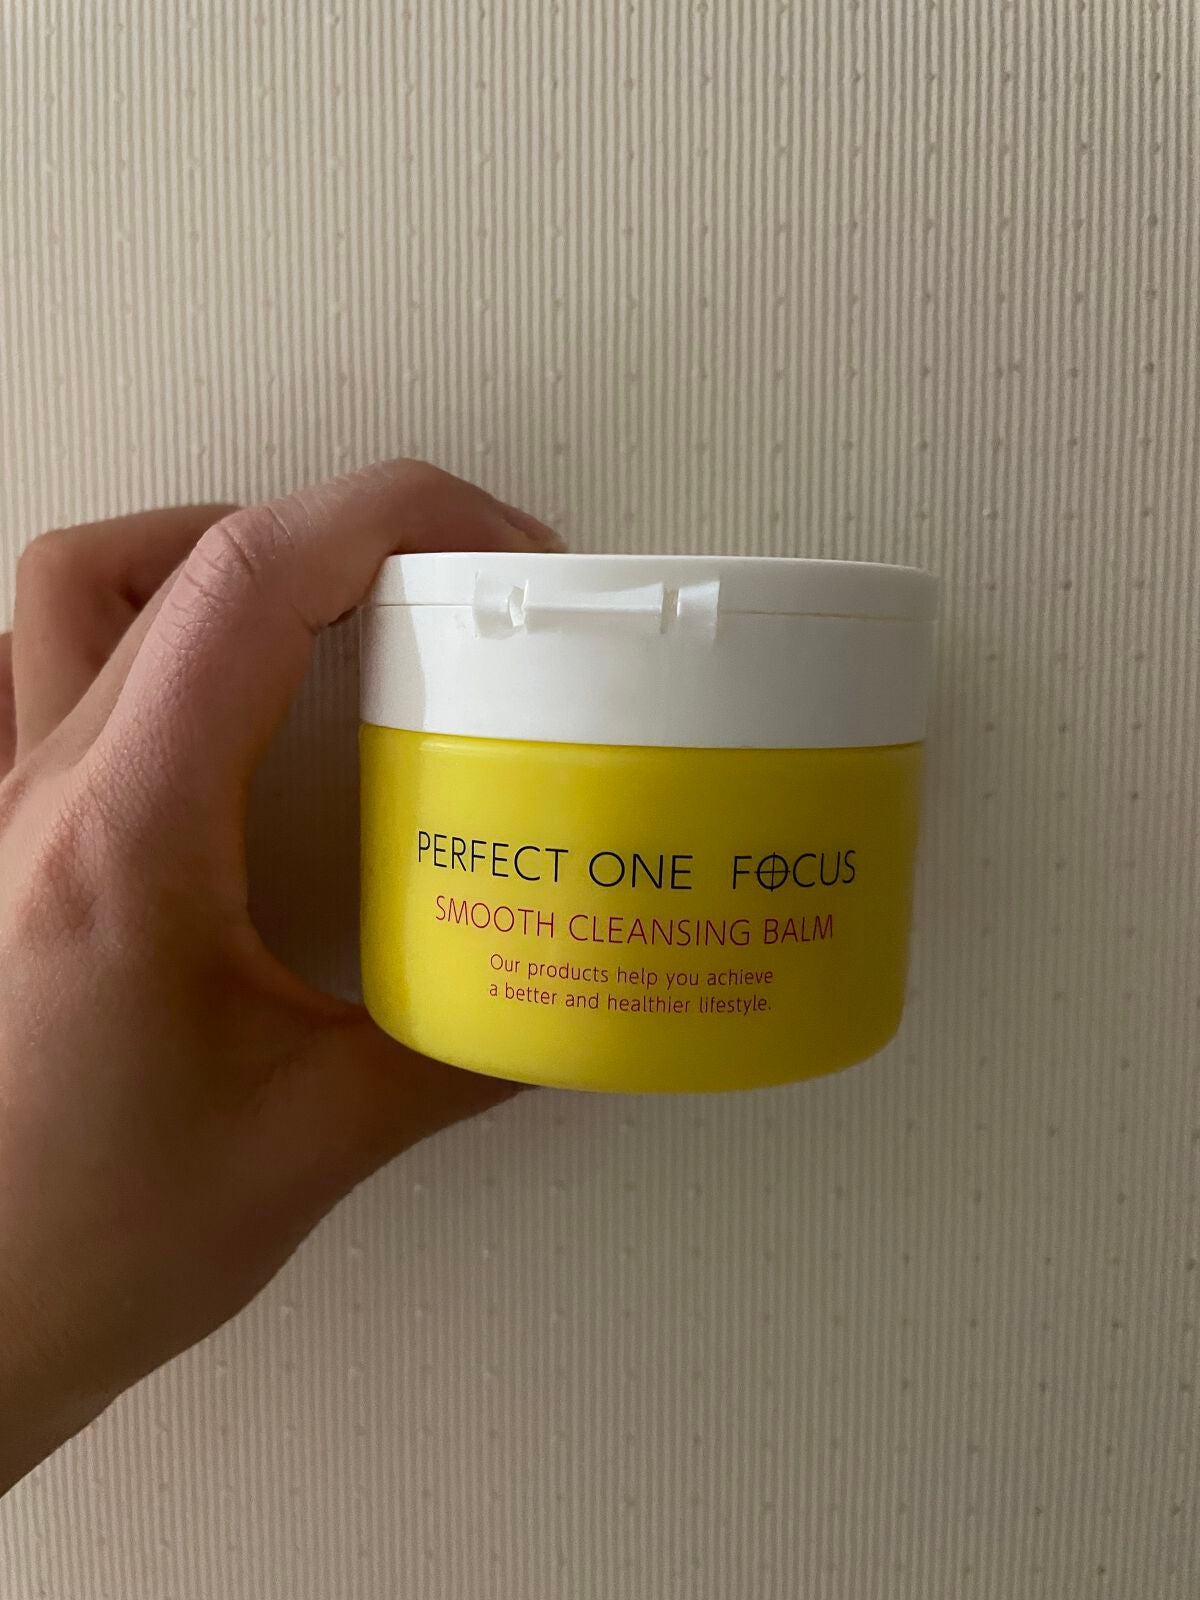 PERFECT ONE FOCUS
SMOOTH CLEANSING BALM
Our products help you achieve
a better and healthier lifestyle.